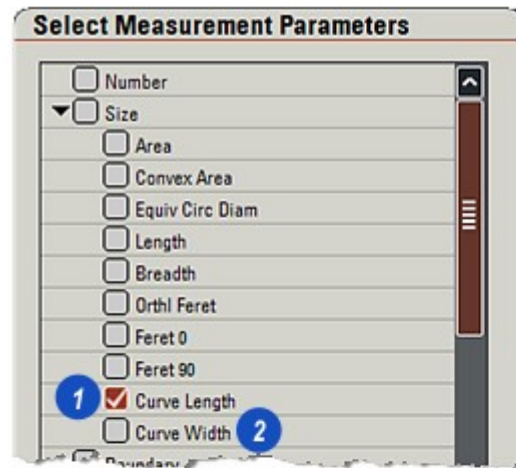 Select Measurement Parameters
Number
Size
Area
Convex Area
Equiv Circ Diam
Length
Breadth
Orthl Feret
Feret 0
Feret 90
1 Curve Length
Curve Width 2
Boundary